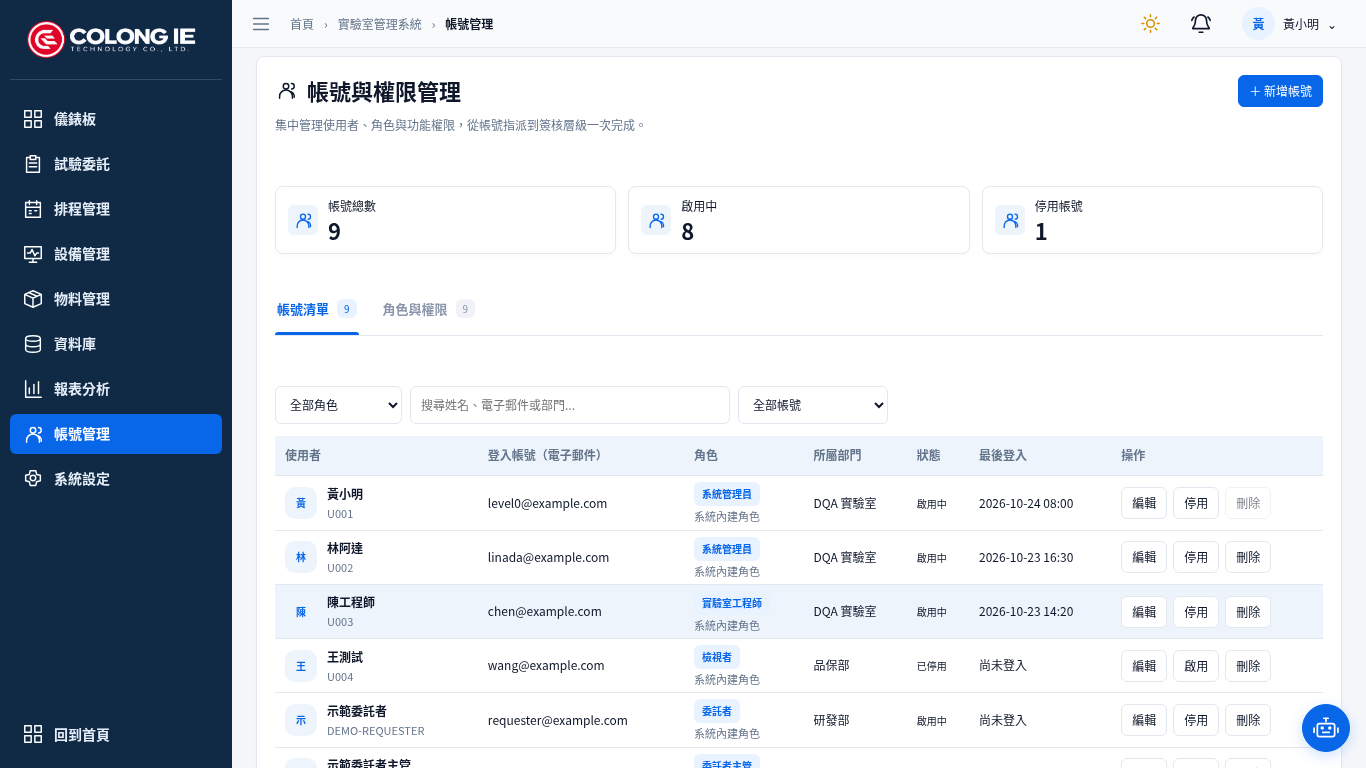 COLONG IE
TECHNOLOGY CO., LTD.
儀錶板
試驗委託
排程管理
設備管理
物料管理
資料庫
報表分析
帳號管理
系統設定
回到首頁
首頁 › 實驗室管理系統 › 帳號管理
黃 黃小明
帳號與權限管理
+ 新增帳號
集中管理使用者、角色與功能權限，從帳號指派到簽核層級一次完成。
帳號總數
9
啟用中
8
停用帳號
1
帳號清單 9 角色與權限 9
全部角色 搜尋姓名、電子郵件或部門... 全部帳號
使用者 登入帳號（電子郵件） 角色 所屬部門 狀態 最後登入 操作
黃 黃小明 U001 level0@example.com 系統管理員 系統內建角色 DQA 實驗室 啟用中 2026-10-24 08:00 編輯 停用 刪除
林 林阿達 U002 linada@example.com 系統管理員 系統內建角色 DQA 實驗室 啟用中 2026-10-23 16:30 編輯 停用 刪除
陳 陳工程師 U003 chen@example.com 實驗室工程師 系統內建角色 DQA 實驗室 啟用中 2026-10-23 14:20 編輯 停用 刪除
王 王測試 U004 wang@example.com 檢視者 系統內建角色 品保部 已停用 尚未登入 編輯 啟用 刪除
示 示範委託者 DEMO-REQUESTER requester@example.com 委託者 系統內建角色 研發部 啟用中 尚未登入 編輯 停用 刪除
示範委託者主管 委託者主管